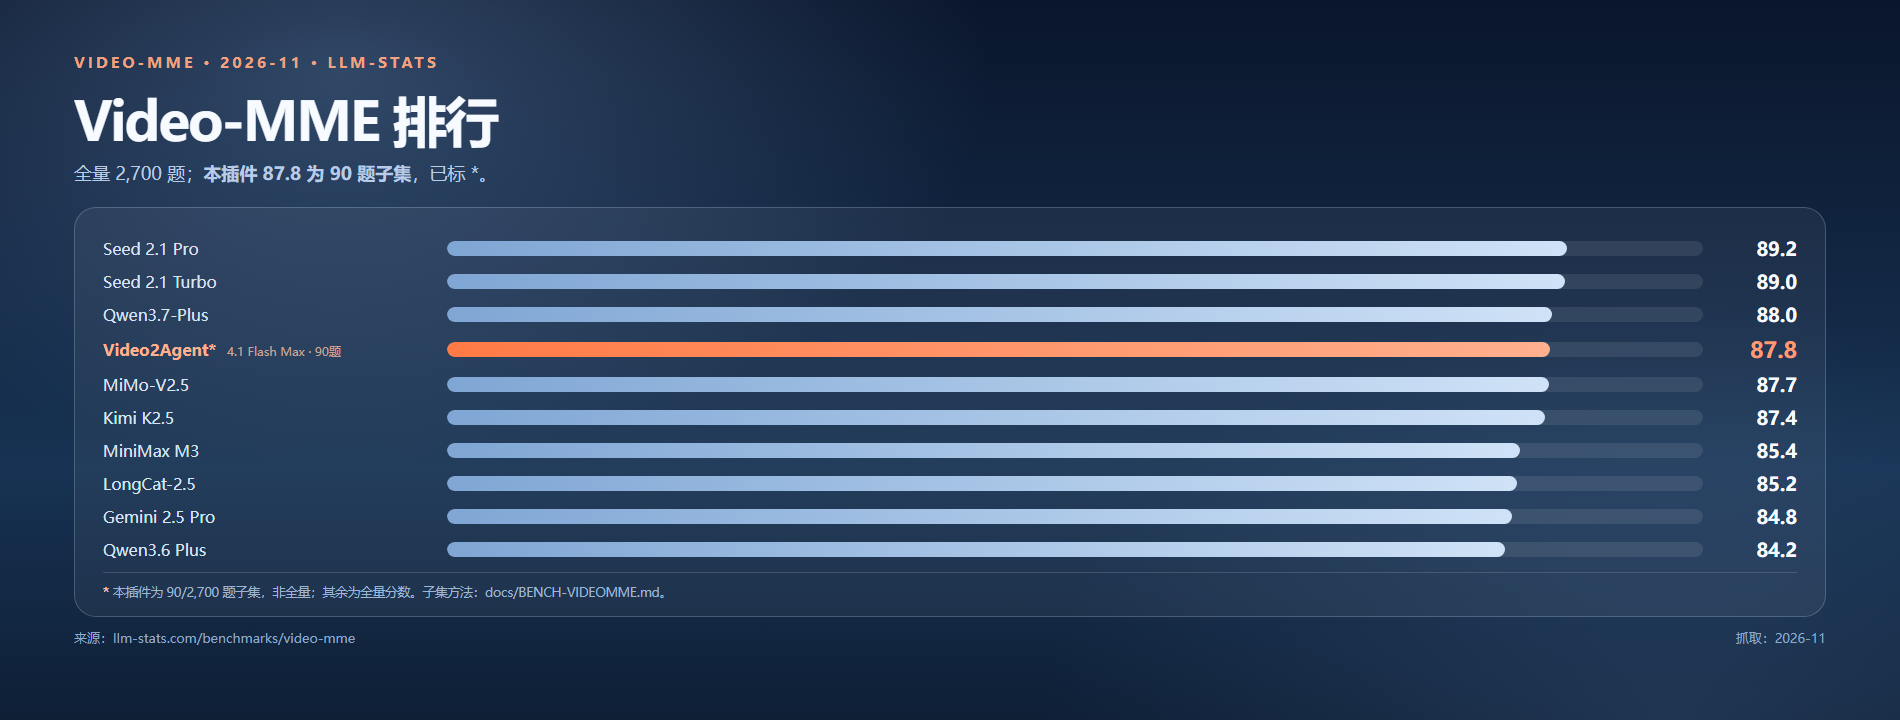 VIDEO-MME • 2026-11 • LLM-STATS
Video-MME 排行
全量 2,700 题；本插件 87.8 为 90 题子集，已标 *。
Seed 2.1 Pro 89.2
Seed 2.1 Turbo 89.0
Qwen3.7-Plus 88.0
Video2Agent* 4.1 Flash Max · 90题 87.8
MiMo-V2.5 87.7
Kimi K2.5 87.4
MiniMax M3 85.4
LongCat-2.5 85.2
Gemini 2.5 Pro 84.8
Qwen3.6 Plus 84.2
* 本插件为 90/2,700 题子集，非全量；其余为全量分数。子集方法：docs/BENCH-VIDEOMME.md。
来源：llm-stats.com/benchmarks/video-mme 抓取：2026-11